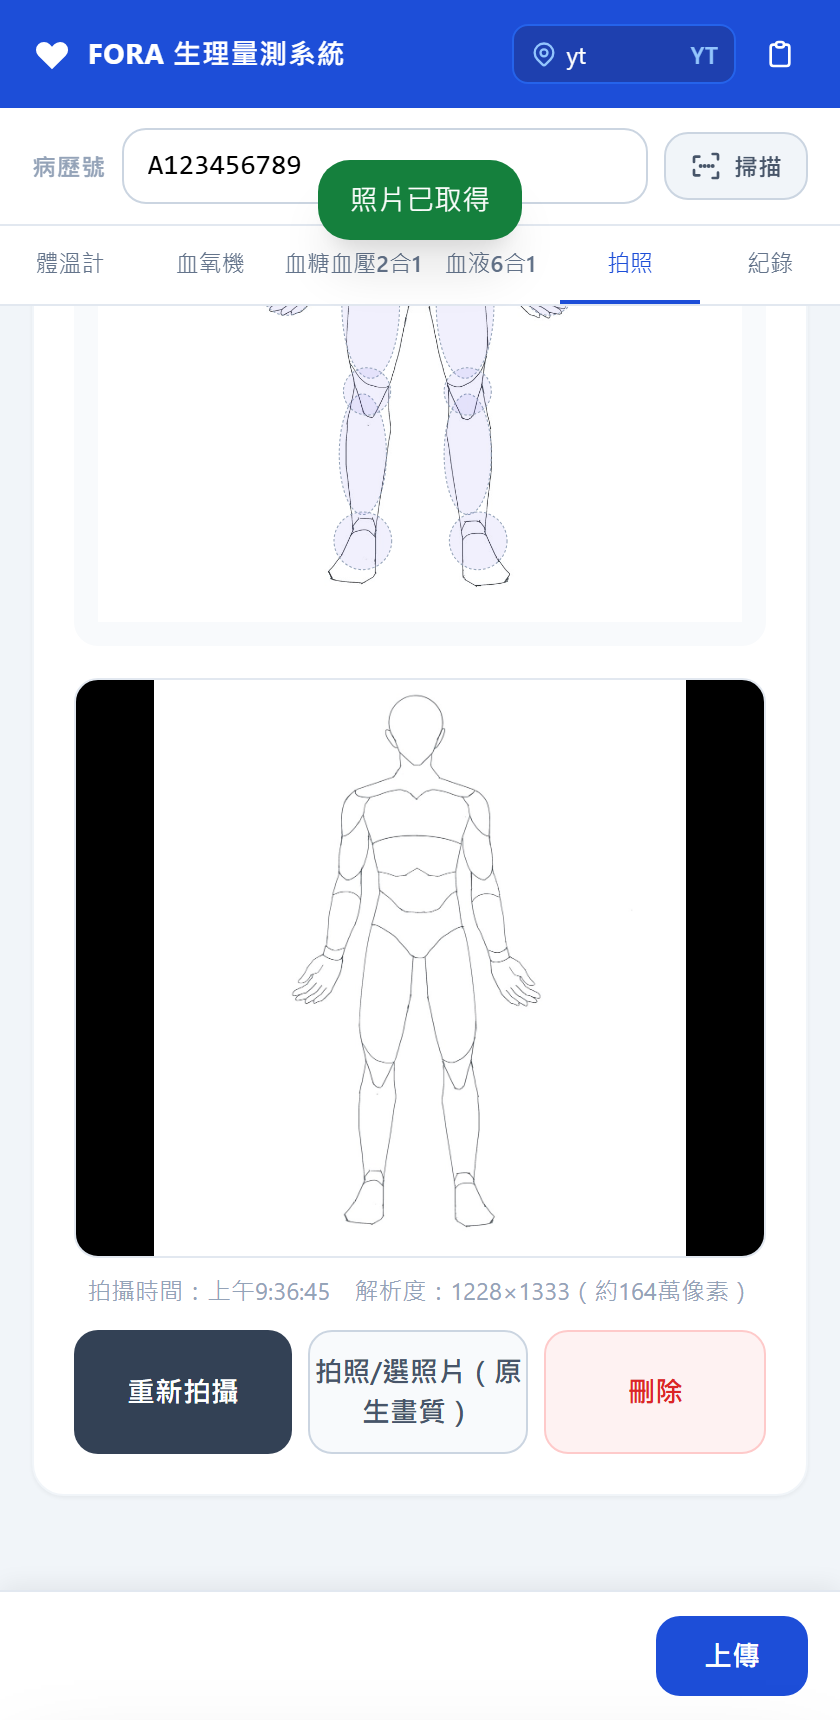 FORA 生理量測系統
yt YT
病歷號 A123456789 掃描
照片已取得
體溫計 血氧機 血糖血壓2合1 血液6合1 拍照 紀錄
拍攝時間：上午9:36:45 解析度：1228×1333（約164萬像素）
重新拍攝
拍照/選照片（原
生畫質）
刪除
上傳